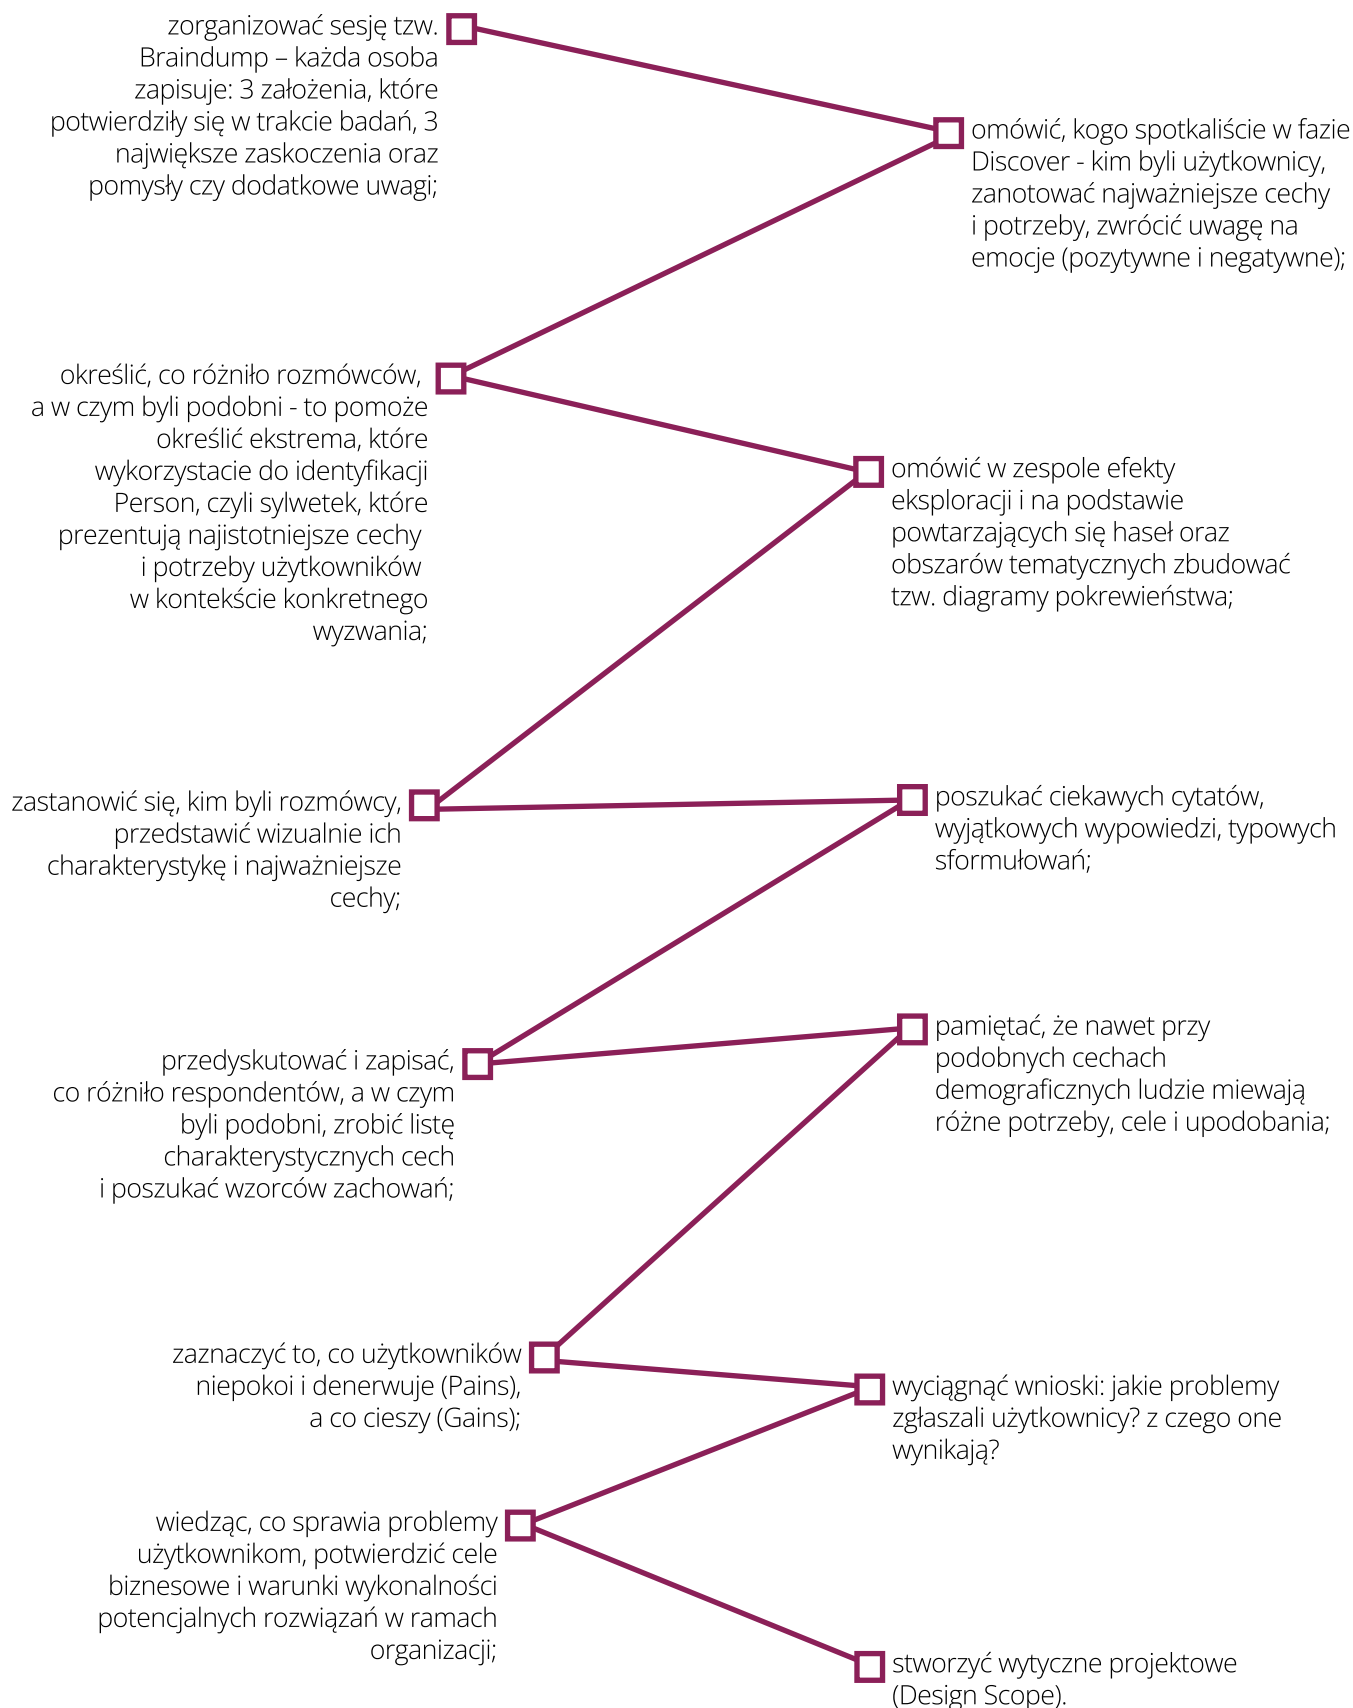 zorganizować sesję tzw.
Braindump – każda osoba
zapisuje: 3 założenia, które
potwierdziły się w trakcie badań, 3
największe zaskoczenia oraz
pomysły czy dodatkowe uwagi;
omówić, kogo spotkaliście w fazie
Discover - kim byli użytkownicy,
zanotować najważniejsze cechy
i potrzeby, zwrócić uwagę na
emocje (pozytywne i negatywne);
określić, co różniło rozmówców,
a w czym byli podobni - to pomoże
określić ekstrema, które
wykorzystacie do identyfikacji
Person, czyli sylwetek, które
prezentują najistotniejsze cechy
i potrzeby użytkowników
w kontekście konkretnego
wyzwania;
omówić w zespole efekty
eksploracji i na podstawie
powtarzających się haseł oraz
obszarów tematycznych zbudować
tzw. diagramy pokrewieństwa;
zastanowić się, kim byli rozmówcy,
przedstawić wizualnie ich
charakterystykę i najważniejsze
cechy;
poszukać ciekawych cytatów,
wyjątkowych wypowiedzi, typowych
sformułowań;
przedyskutować i zapisać,
co różniło respondentów, a w czym
byli podobni, zrobić listę
charakterystycznych cech
i poszukać wzorców zachowań;
pamiętać, że nawet przy
podobnych cechach
demograficznych ludzie miewają
różne potrzeby, cele i upodobania;
zaznaczyć to, co użytkowników
niepokoi i denerwuje (Pains),
a co cieszy (Gains);
wyciągnąć wnioski: jakie problemy
zgłaszali użytkownicy? z czego one
wynikają?
wiedząc, co sprawia problemy
użytkownikom, potwierdzić cele
biznesowe i warunki wykonalności
potencjalnych rozwiązań w ramach
organizacji;
stworzyć wytyczne projektowe
(Design Scope).